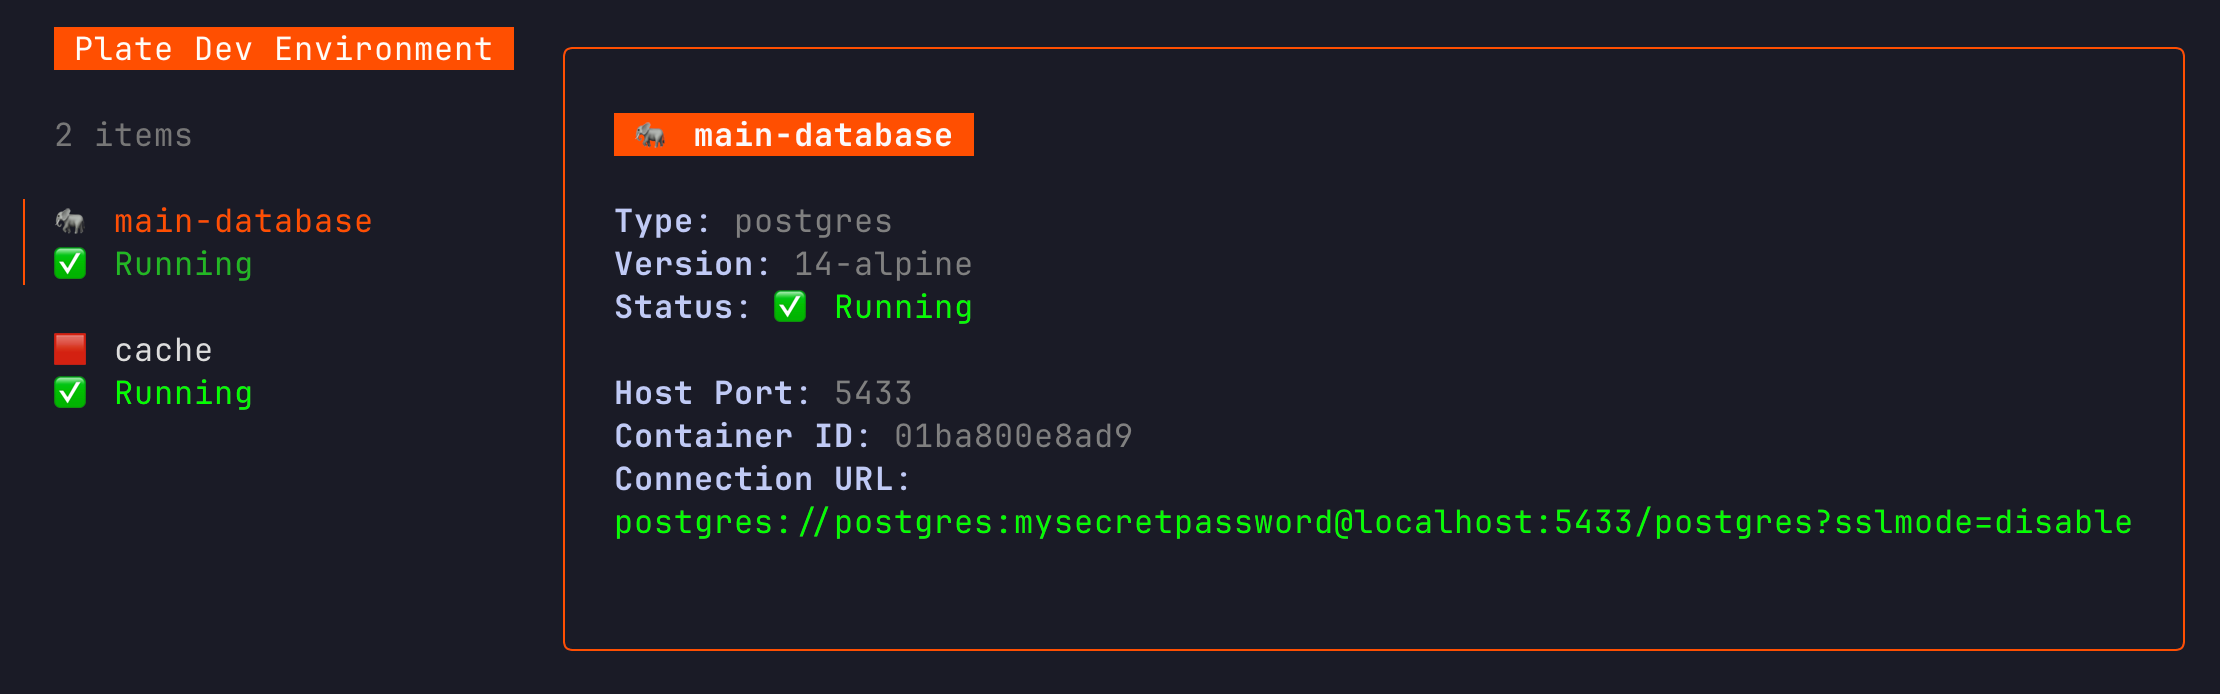 Plate Dev Environment
2 items
🐘 main-database
✅ Running
🟥 cache
✅ Running
🐘 main-database
Type: postgres
Version: 14-alpine
Status: ✅ Running
Host Port: 5433
Container ID: 01ba800e8ad9
Connection URL:
postgres://postgres:mysecretpassword@localhost:5433/postgres?sslmode=disable